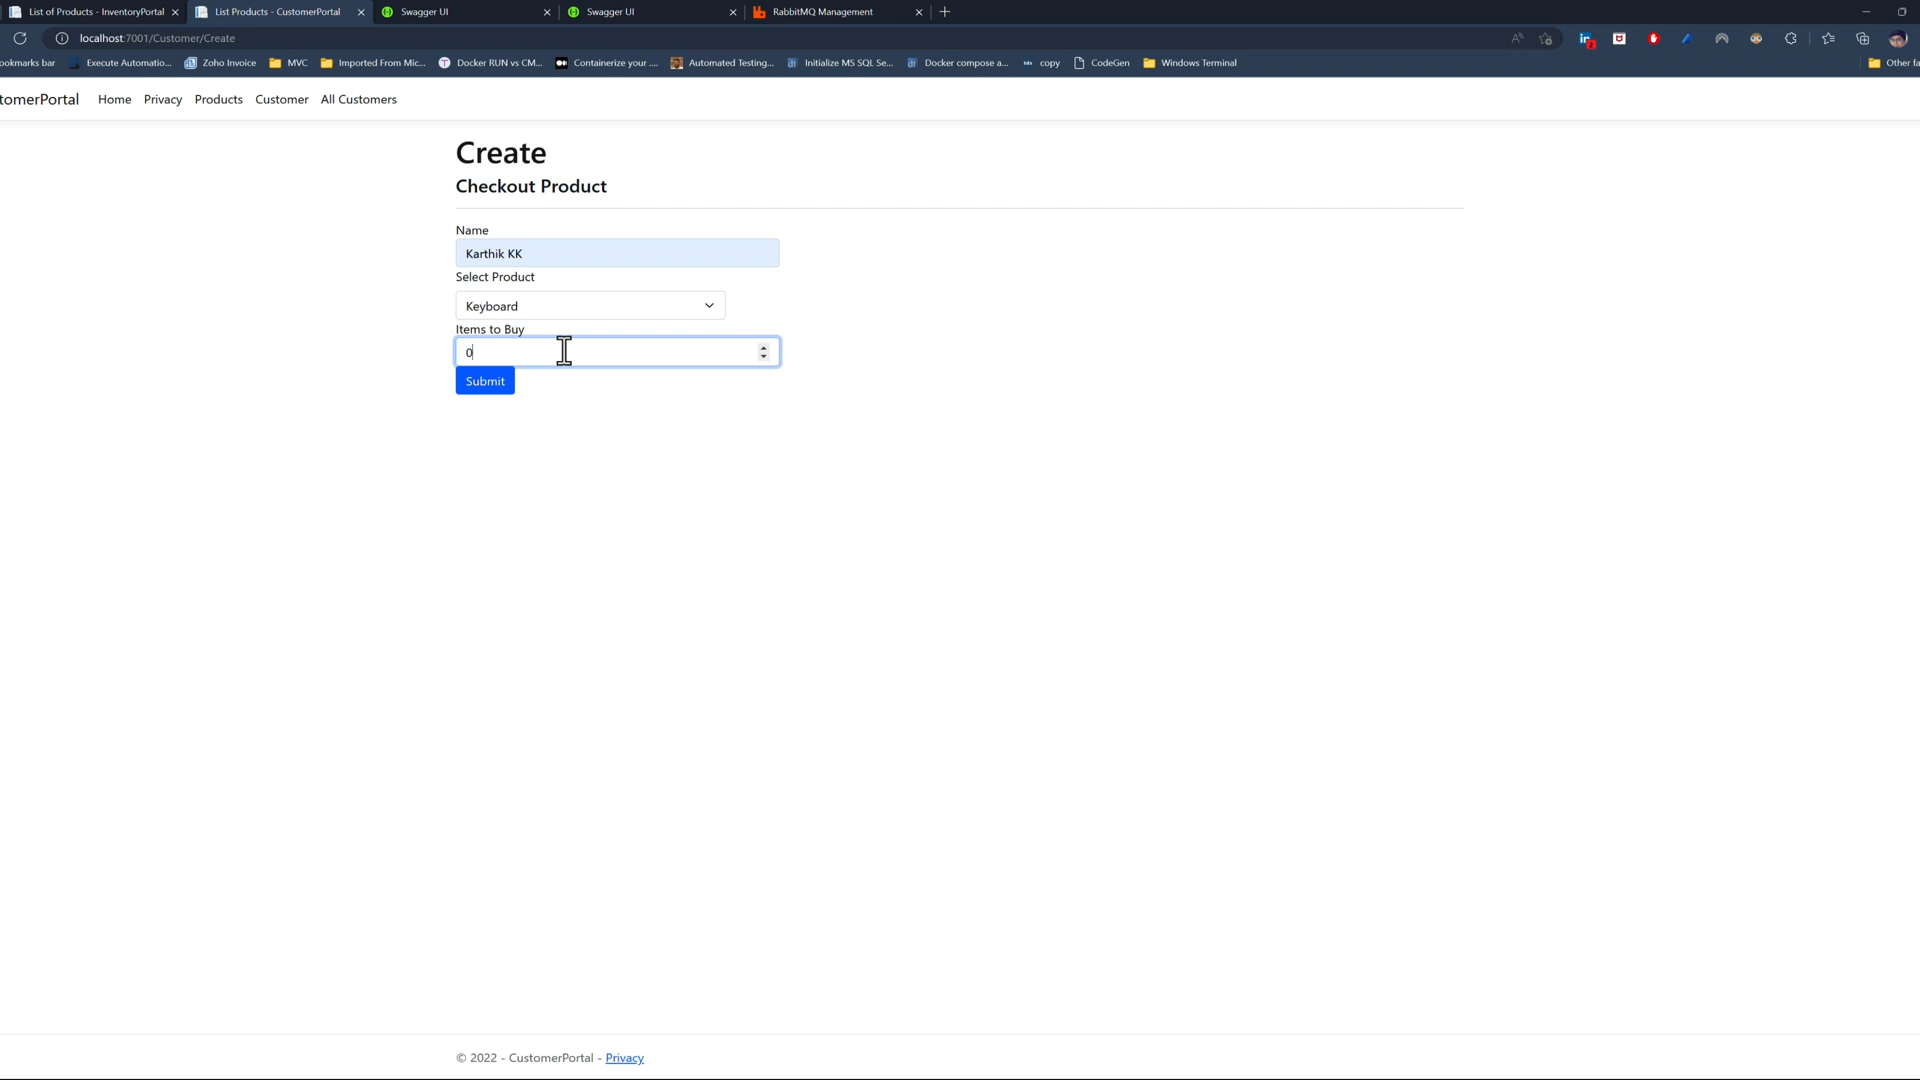 List of Products - InventoryPortal
List Products - CustomerPortal
Swagger UI
Swagger UI
RabbitMQ Management
localhost:7001/Customer/Create
ookmarks bar
Execute Automatio...
Zoho Invoice
MVC
Imported From Mic...
Docker RUN vs CM...
Containerize your ....
Automated Testing...
Initialize MS SQL Se...
Docker compose a...
copy
CodeGen
Windows Terminal
Other fa
tomerPortal
Home
Privacy
Products
Customer
All Customers
Create
Checkout Product
Name
Karthik KK
Select Product
Keyboard
Items to Buy
0
Submit
© 2022 - CustomerPortal - Privacy